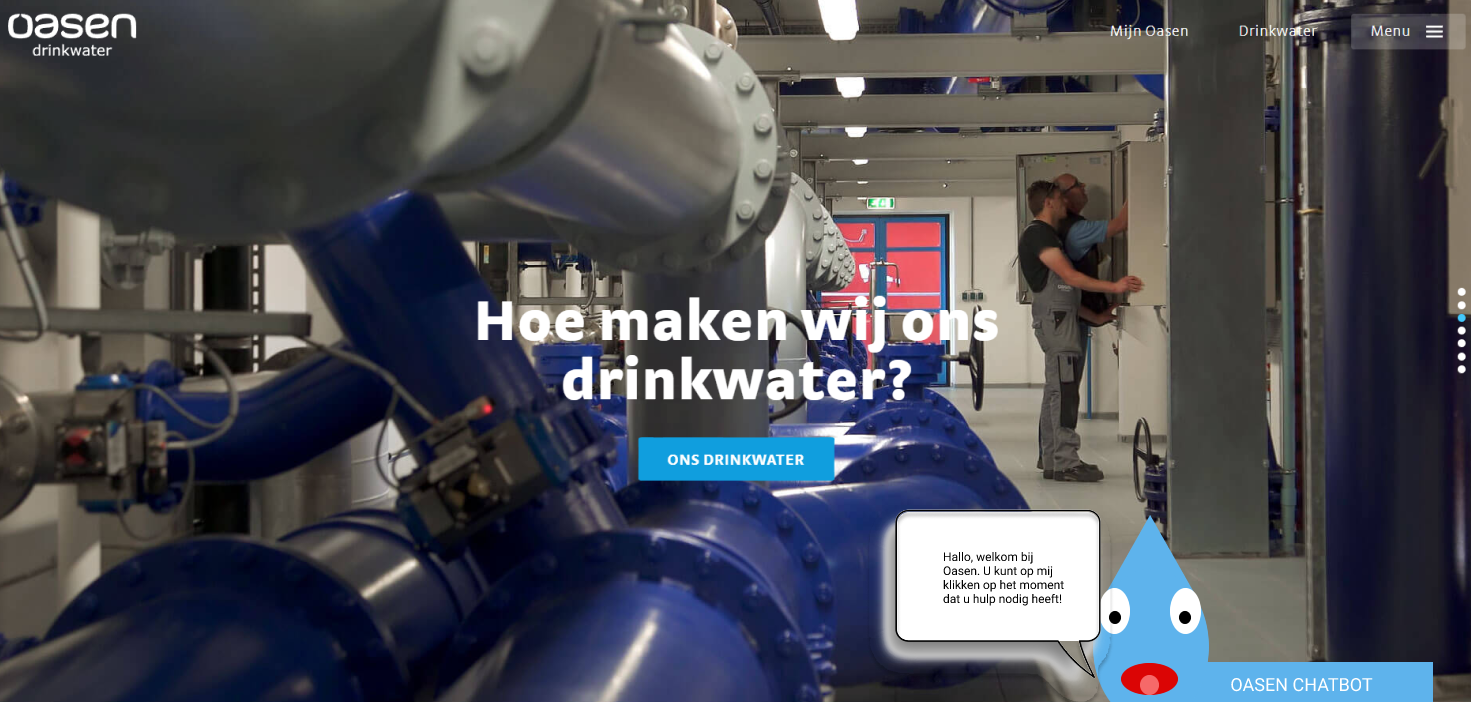 oasen
drinkwater
Mijn Oasen
Drinkwater
Menu
Hoe maken wij ons
drinkwater?
ONS DRINKWATER
Hallo, welkom bij
Oasen. U kunt op mij
klikken op het moment
dat u hulp nodig heeft!
OASEN CHATBOT